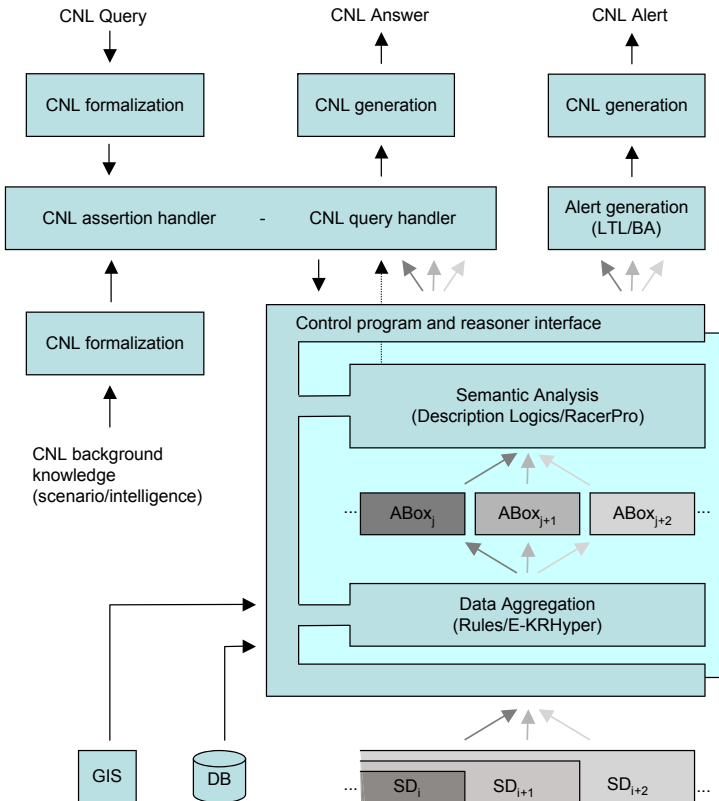 CNL Query
CNL Answer
CNL Alert
CNL formalization
CNL generation
CNL generation
CNL assertion handler - CNL query handler
Alert generation
(LTL/BA)
CNL formalization
Control program and reasoner interface
Semantic Analysis
(Description Logics/RacerPro)
CNL background
knowledge
(scenario/intelligence)
... ABoxj ABoxj+1 ABoxj+2 ...
Data Aggregation
(Rules/E-KRHyper)
GIS
DB
... SDi SDi+1 SDi+2 ...